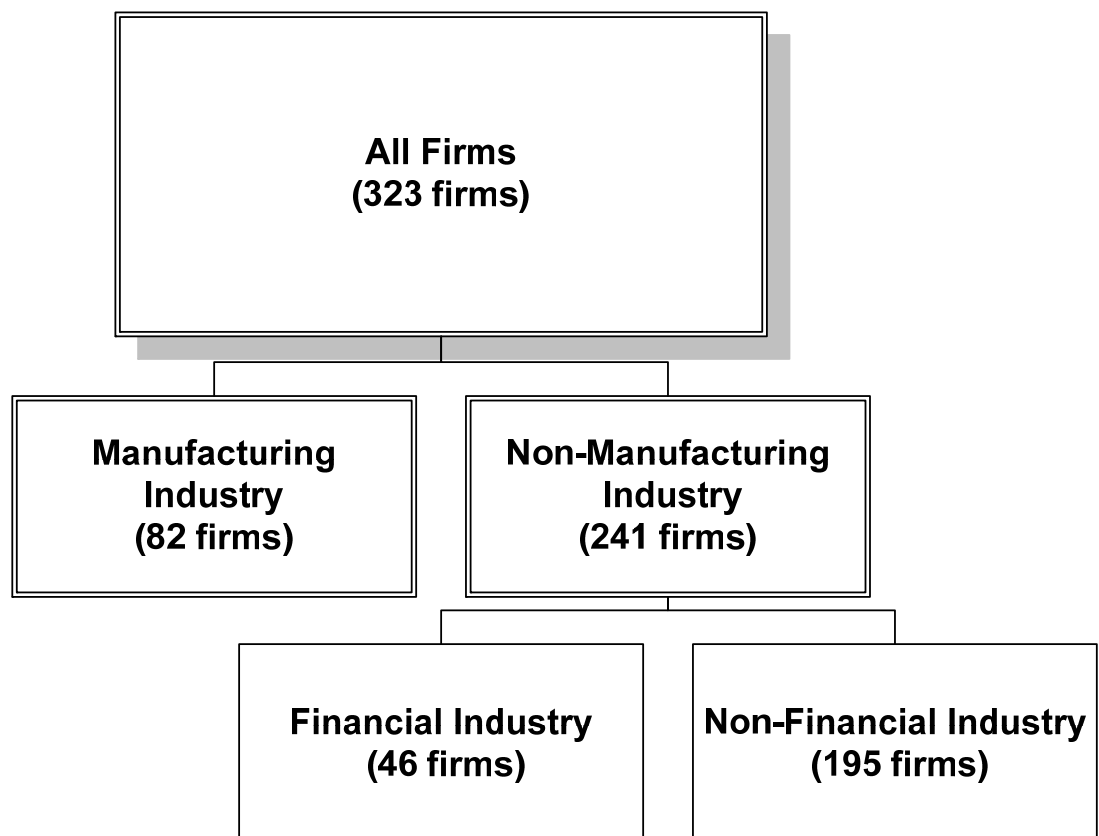 All Firms
(323 firms)
Manufacturing
Industry
(82 firms)
Non-Manufacturing
Industry
(241 firms)
Financial Industry
(46 firms)
Non-Financial Industry
(195 firms)